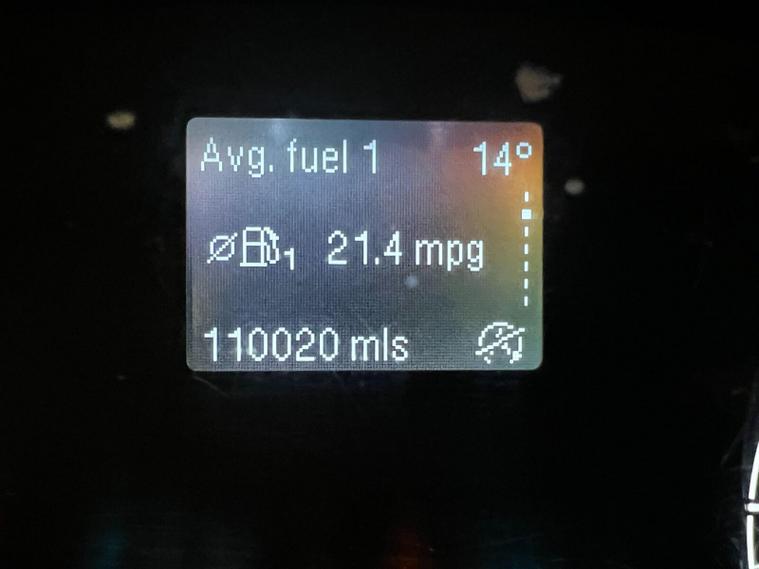 Avg. fuel 1 14°
Ø 1 21.4 mpg
110020 mls